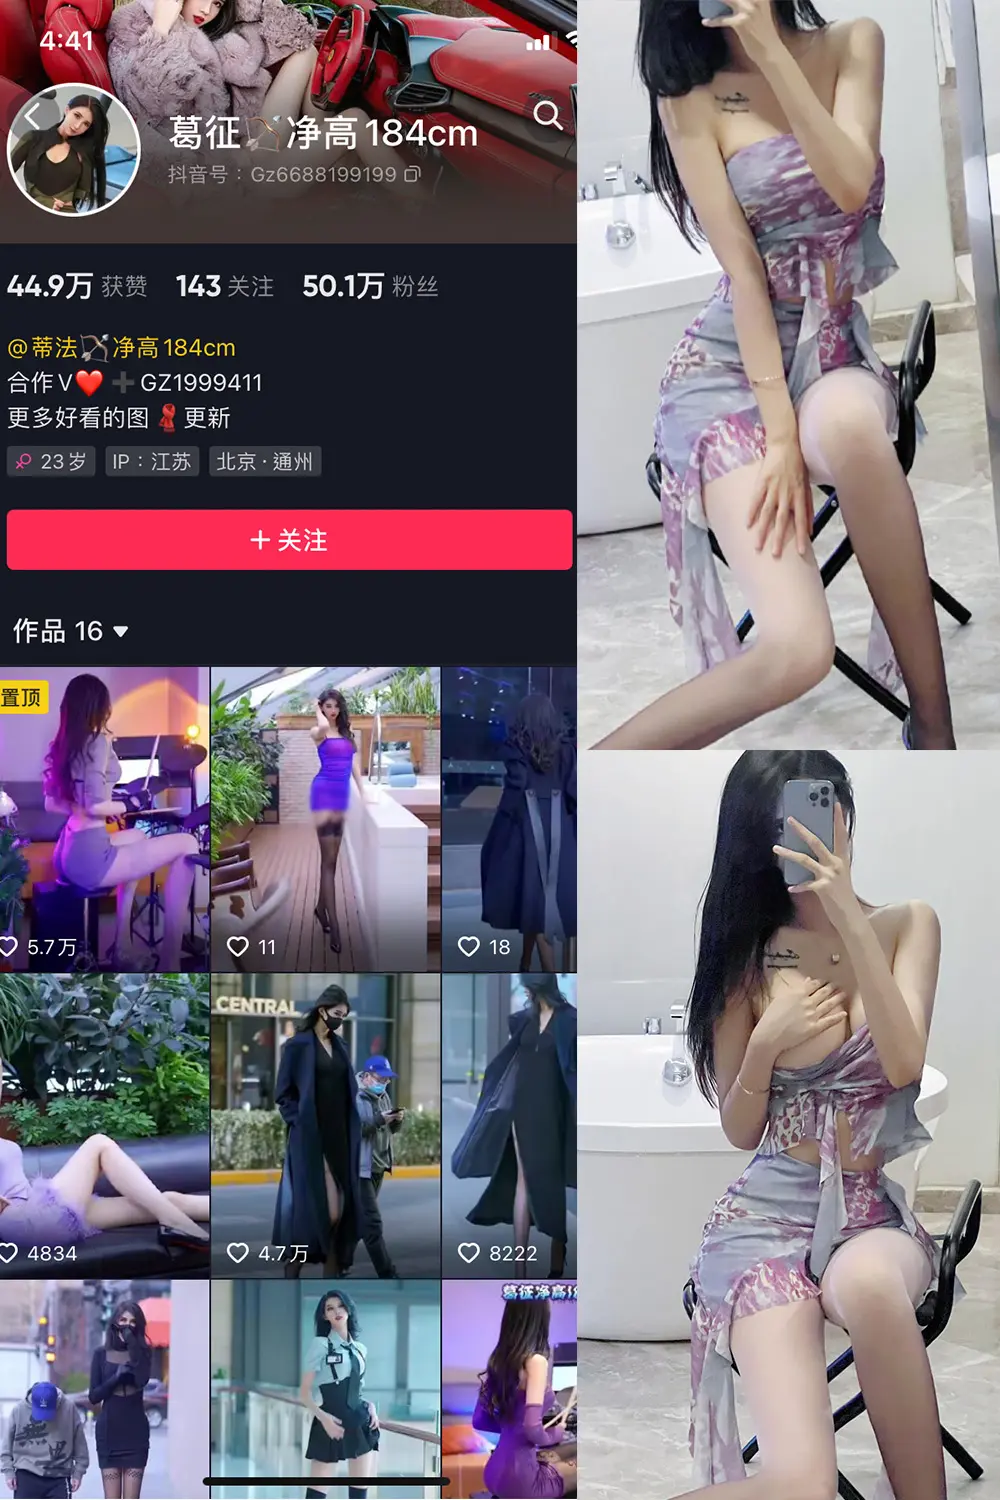 4:41
葛征🏹净高184cm
抖音号：Gz6688199199
44.9万 获赞 143 关注 50.1万 粉丝
@蒂法🏹净高184cm
合作V❤️➕GZ1999411
更多好看的图🧣更新
23岁 IP：江苏 北京·通州
+ 关注
作品 16
置顶
5.7万
11
18
CENTRAL
4834
4.7万
8222
葛征净高